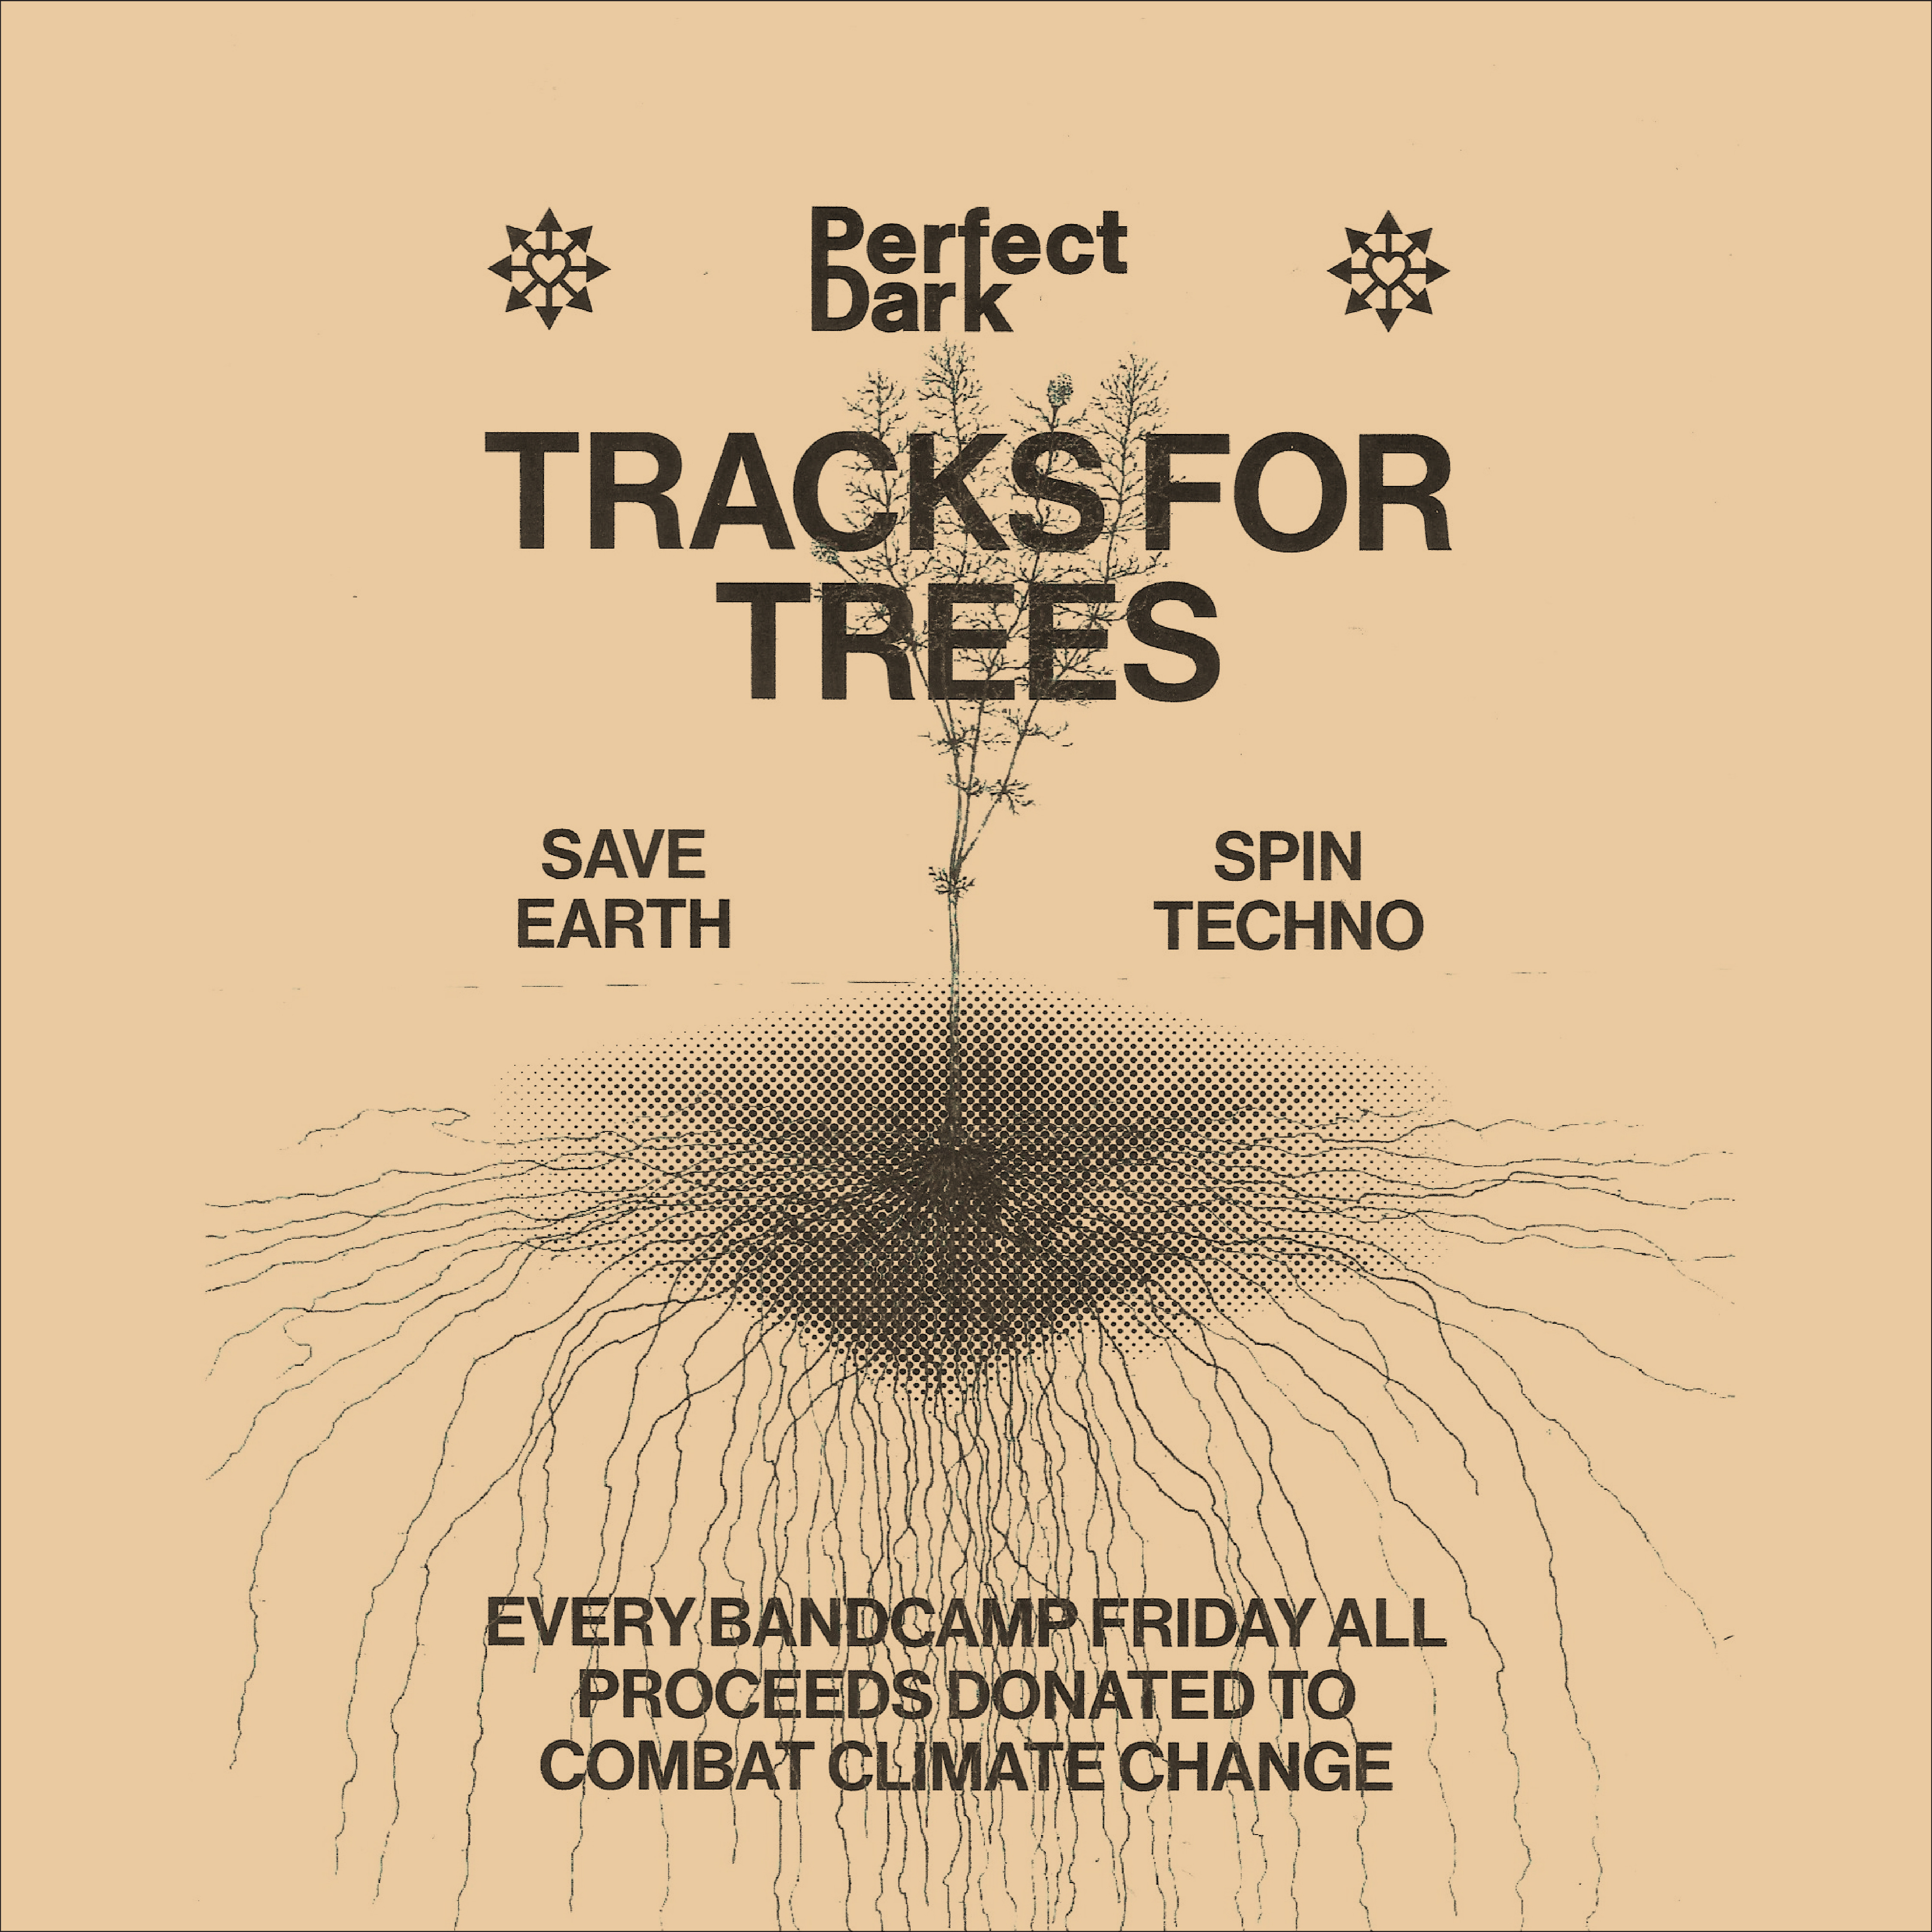 Perfect
Dark
TRACKS FOR
TREES
SAVE
EARTH
SPIN
TECHNO
EVERY BANDCAMP FRIDAY ALL
PROCEEDS DONATED TO
COMBAT CLIMATE CHANGE